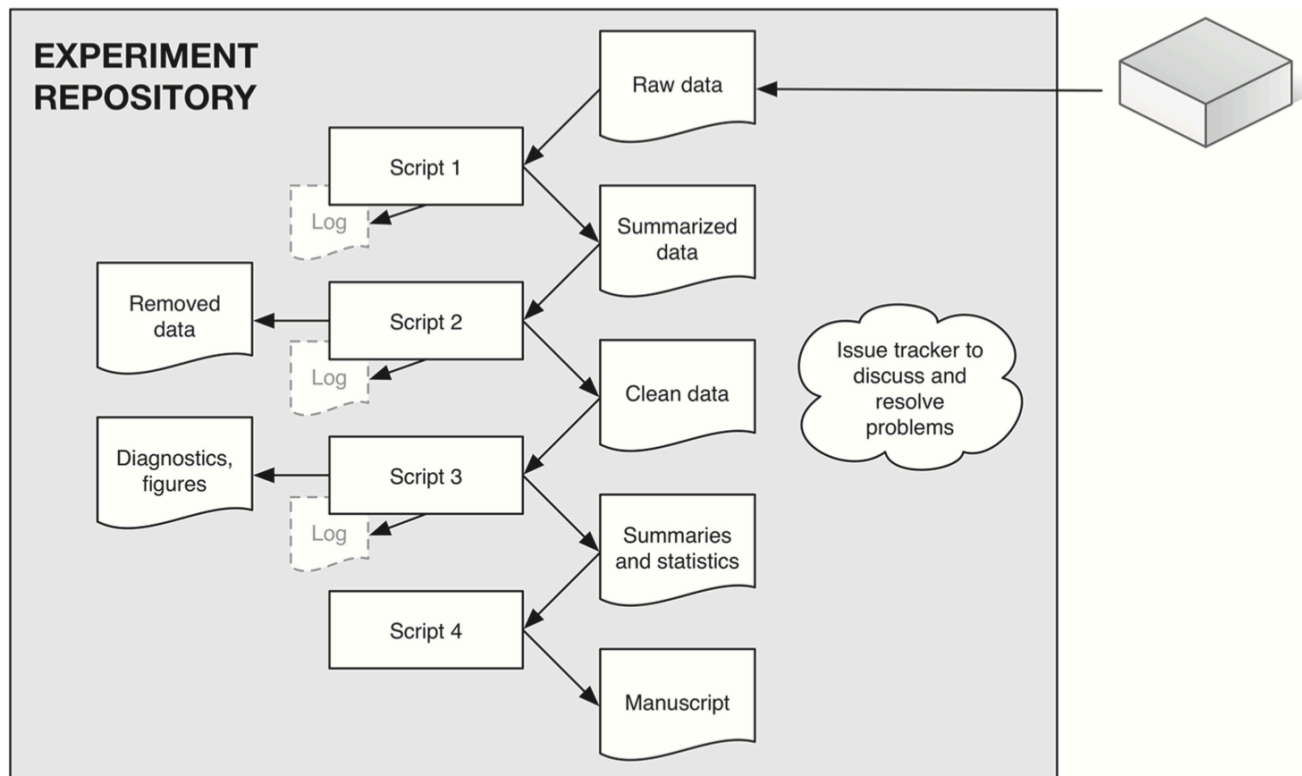 EXPERIMENT
REPOSITORY
Raw data
Script 1
Log
Summarized
data
Removed
data
Script 2
Log
Issue tracker to
discuss and
resolve
problems
Clean data
Diagnostics,
figures
Script 3
Log
Summaries
and statistics
Script 4
Manuscript